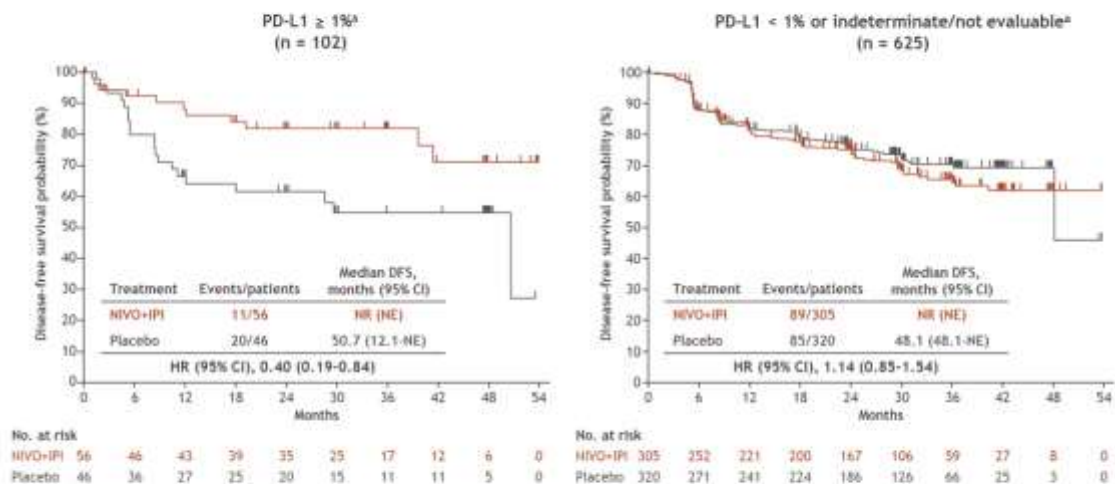 PD-L1 ≥ 1%ᵃ
(n = 102)
Disease-free survival probability (%)
100
90
80
70
60
50
40
30
20
10
0
Treatment Events/patients Median DFS, months (95% CI)
NIVO+IPI 11/56 NR (NE)
Placebo 20/46 50.7 (12.1-NE)
HR (95% CI), 0.40 (0.19-0.84)
0 6 12 18 24 30 36 42 48 54
Months
No. at risk
NIVO+IPI 56 46 43 39 35 25 17 12 6 0
Placebo 46 36 27 25 20 15 11 11 5 0
PD-L1 < 1% or indeterminate/not evaluableᵃ
(n = 625)
Disease-free survival probability (%)
100
90
80
70
60
50
40
30
20
10
0
Treatment Events/patients Median DFS, months (95% CI)
NIVO+IPI 89/305 NR (NE)
Placebo 85/320 48.1 (48.1-NE)
HR (95% CI), 1.14 (0.85-1.54)
0 6 12 18 24 30 36 42 48 54
Months
No. at risk
NIVO+IPI 305 252 221 200 167 106 59 27 8 0
Placebo 320 271 241 224 186 126 66 25 3 0